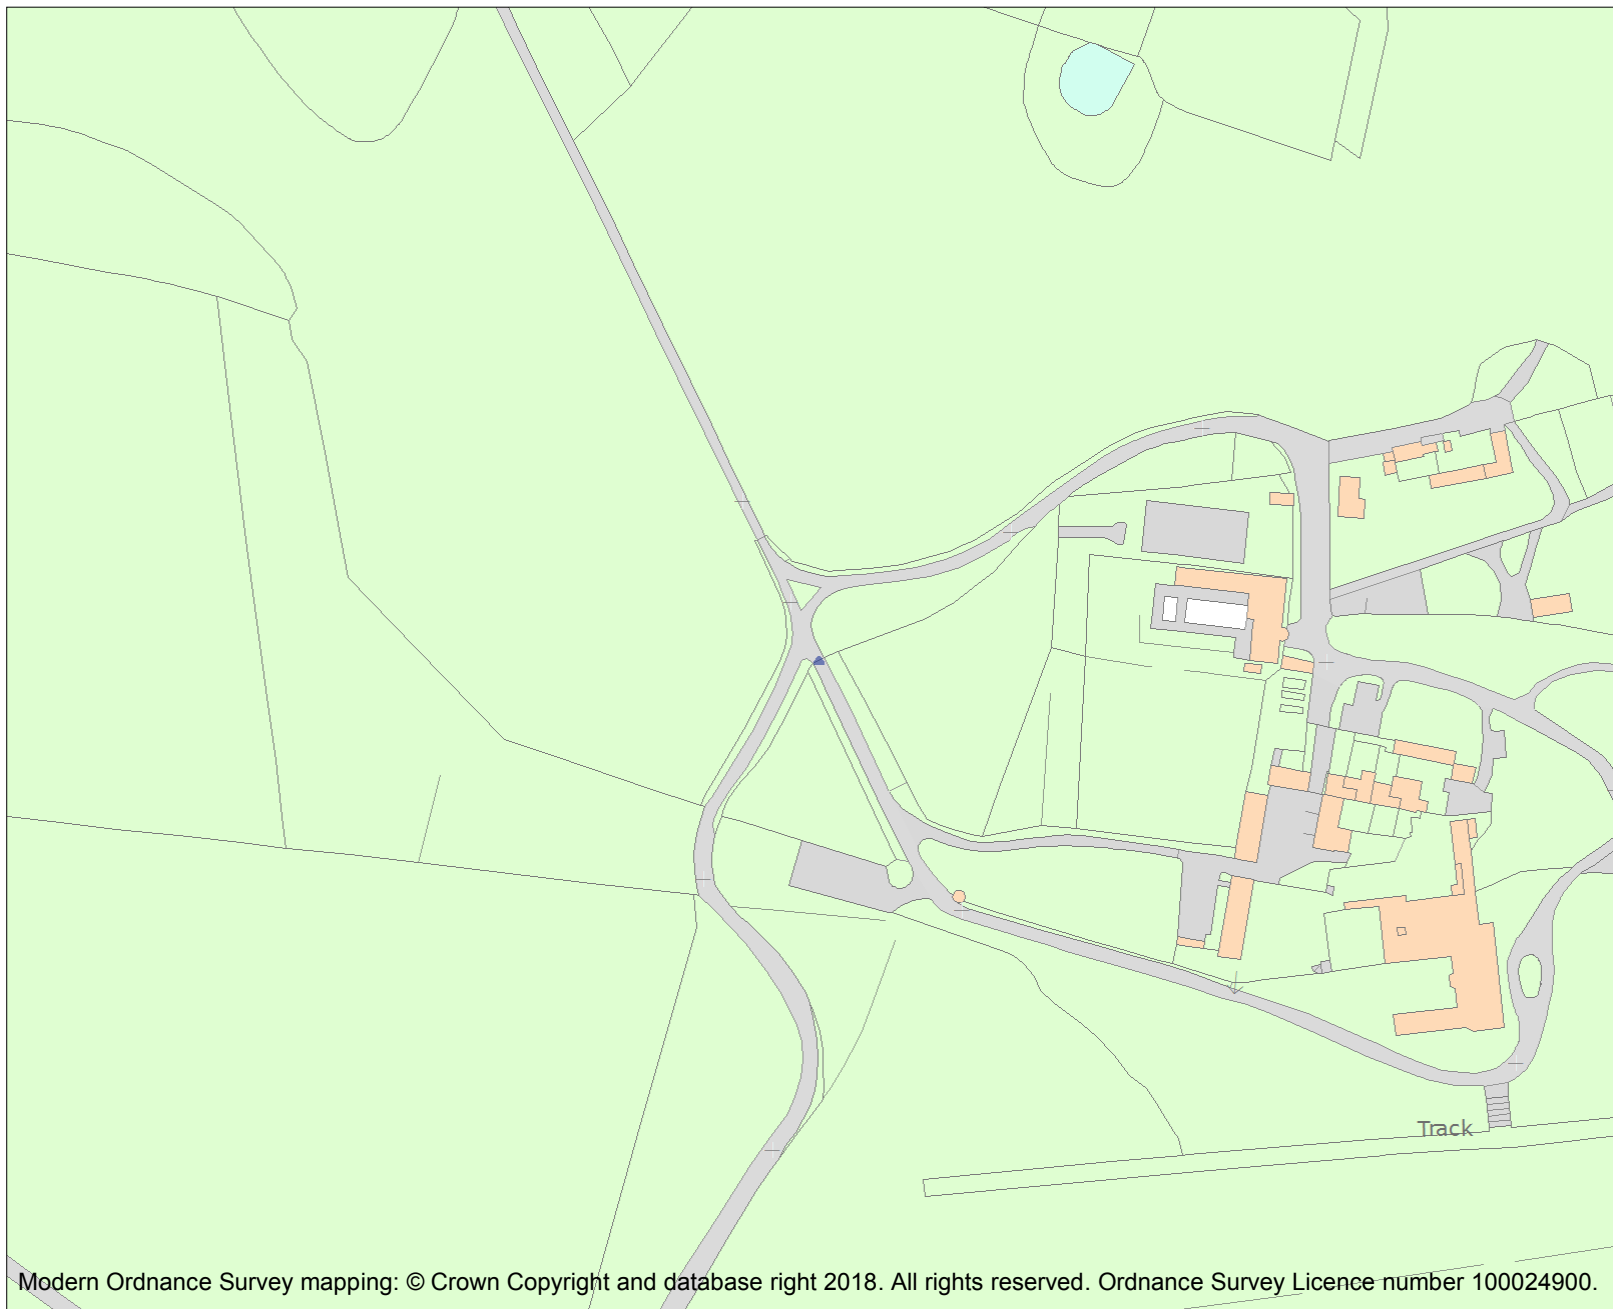 Track
Modern Ordnance Survey mapping: © Crown Copyright and database right 2018. All rights reserved. Ordnance Survey Licence number 100024900.